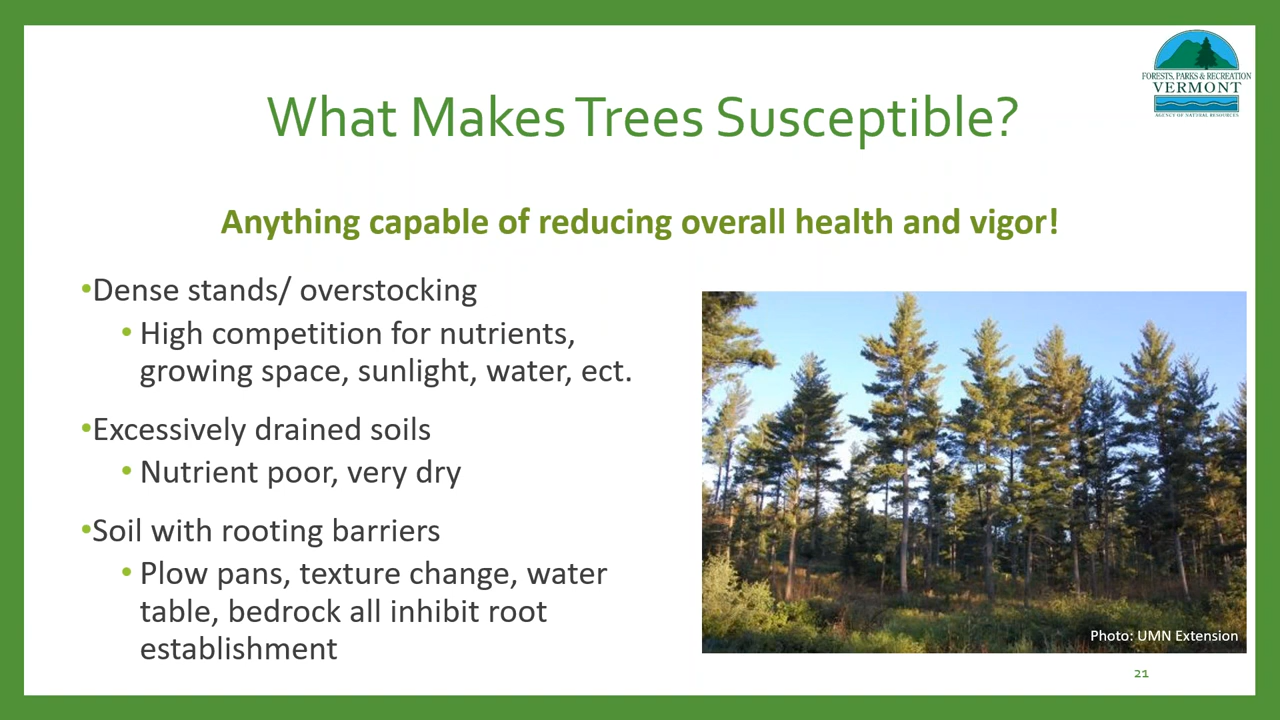 FORESTS, PARKS & RECREATION
VERMONT
AGENCY OF NATURAL RESOURCES
What Makes Trees Susceptible?
Anything capable of reducing overall health and vigor!
•Dense stands/ overstocking
• High competition for nutrients,
growing space, sunlight, water, ect.
•Excessively drained soils
• Nutrient poor, very dry
•Soil with rooting barriers
• Plow pans, texture change, water
table, bedrock all inhibit root
establishment
Photo: UMN Extension
21